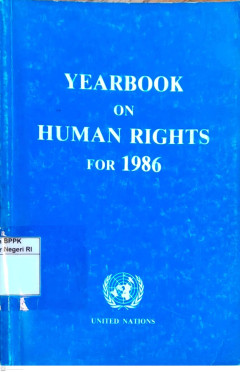 YEARBOOK
ON
HUMAN RIGHTS
FOR 1986
BPPK
Negeri RI
UNITED NATIONS